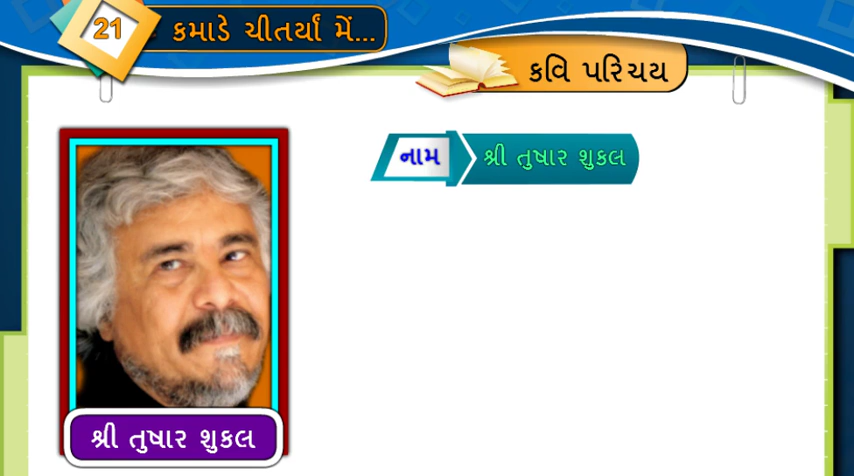 21
કમાડે ચીતર્યાં મેં...
કવિ પરિચય
નામ
શ્રી તુષાર શુકલ
શ્રી તુષાર શુકલ